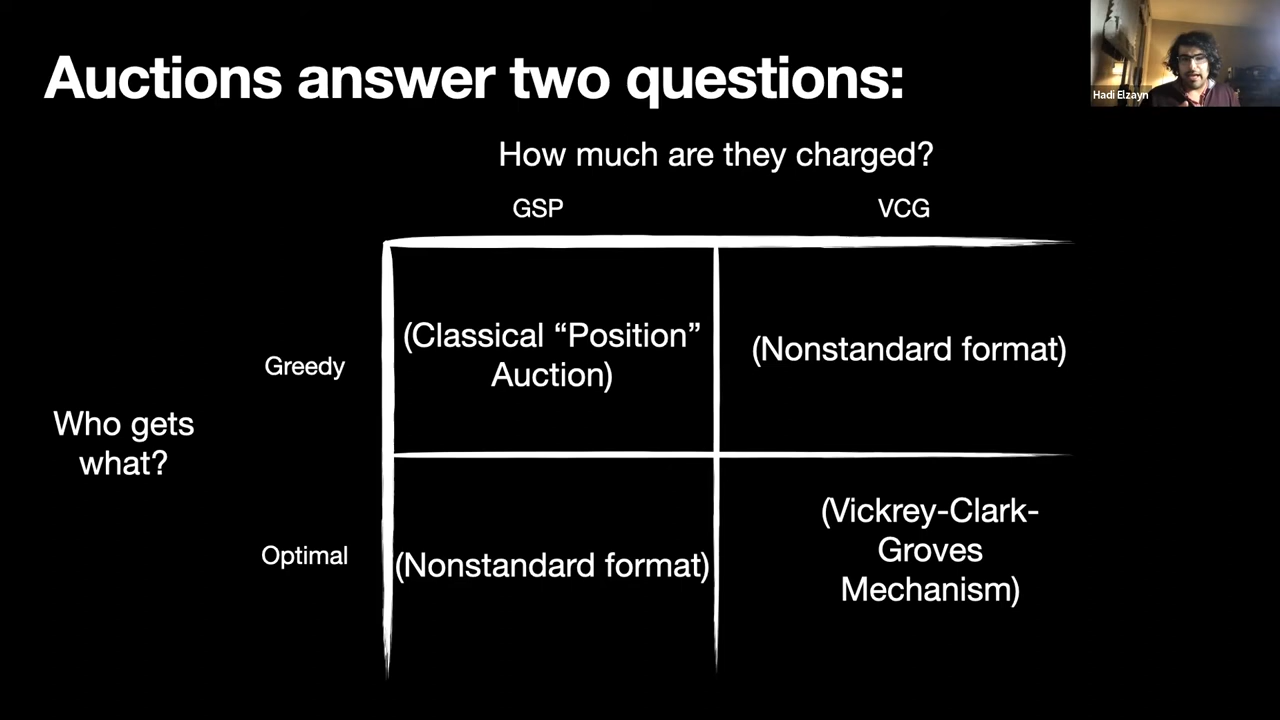 Auctions answer two questions:
Hadi Elzayn
How much are they charged?
GSP
VCG
(Classical “Position”
Auction)
(Nonstandard format)
Greedy
Who gets
what?
(Vickrey-Clark-
Groves
Mechanism)
Optimal
(Nonstandard format)